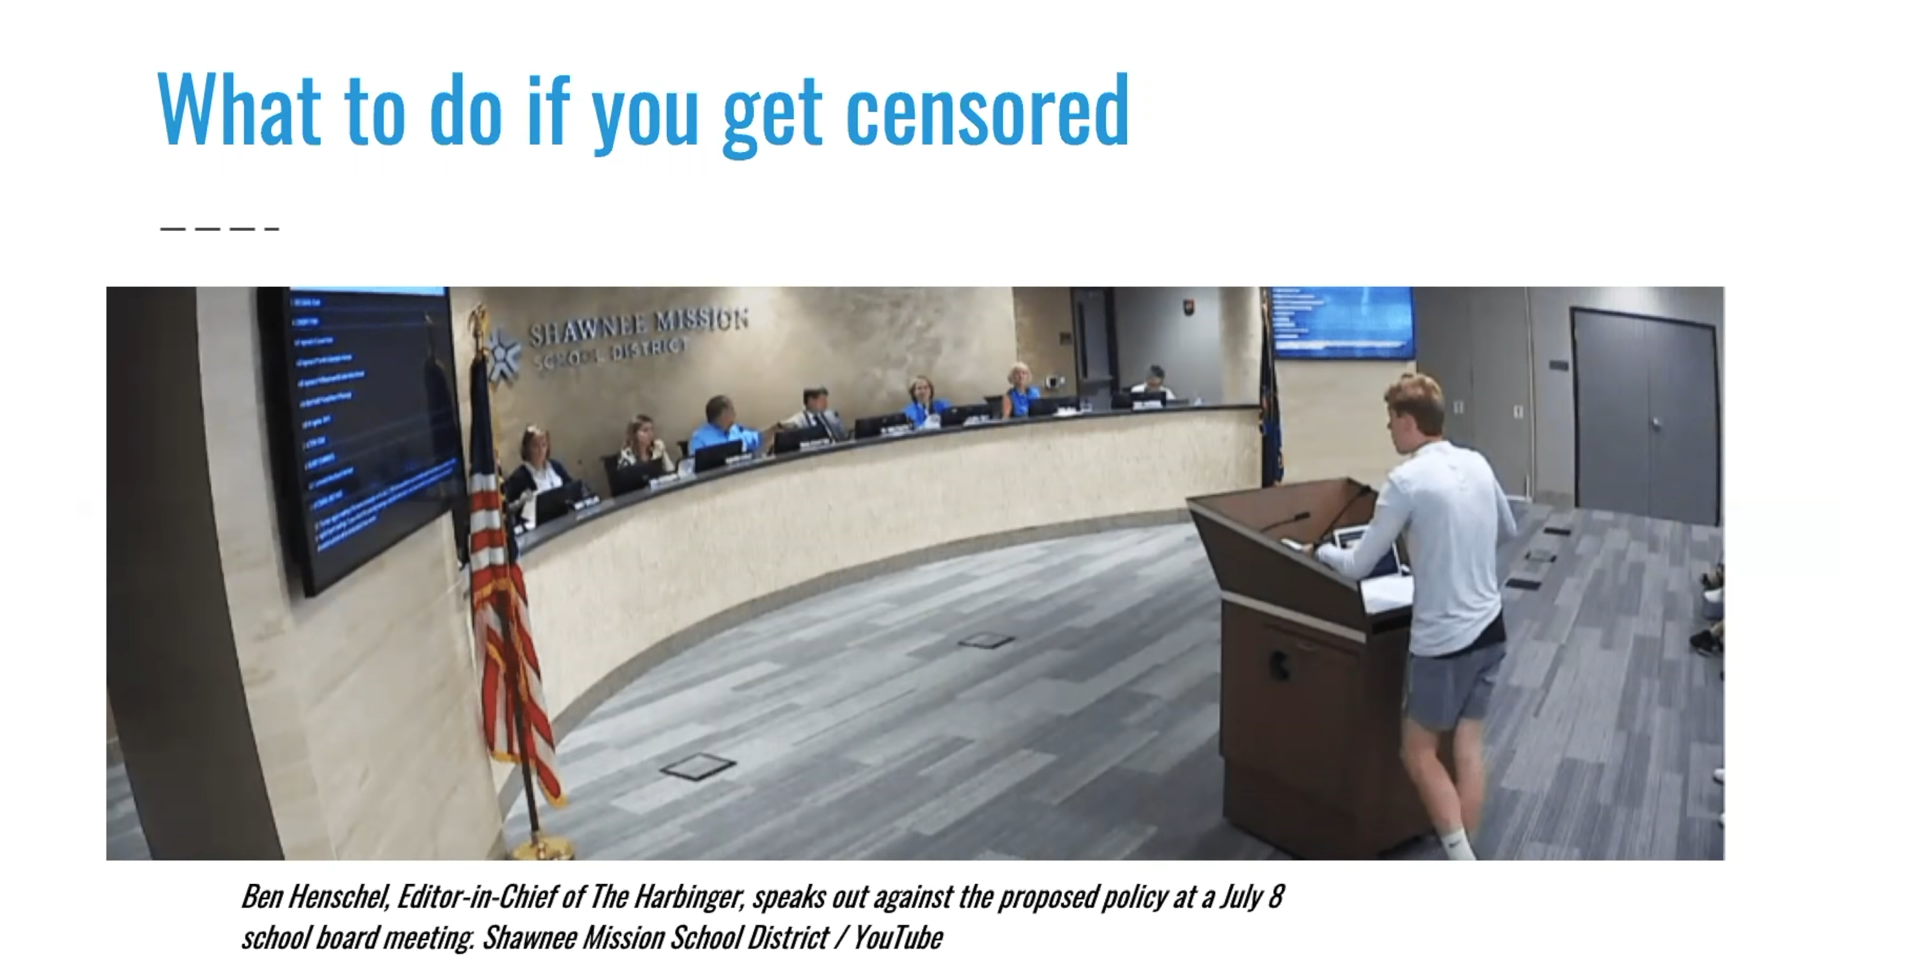 What to do if you get censored
SHAWNEE MISSION
SCHOOL DISTRICT
Ben Henschel, Editor-in-Chief of The Harbinger, speaks out against the proposed policy at a July 8
school board meeting. Shawnee Mission School District / YouTube